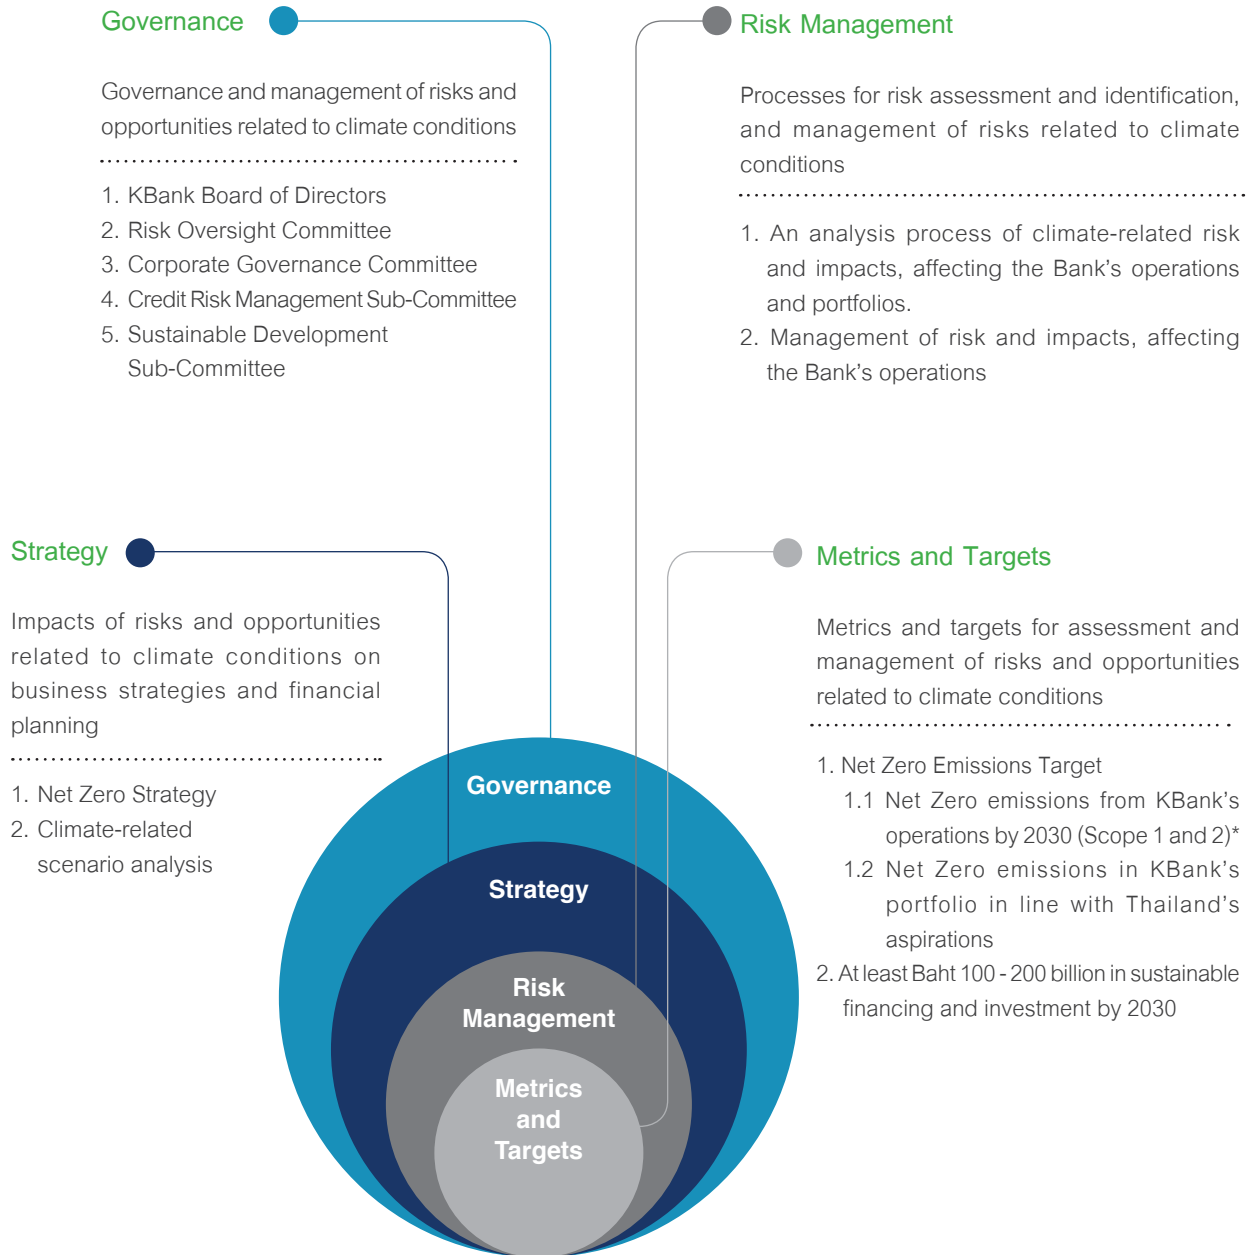 Governance
Governance and management of risks and
opportunities related to climate conditions
1. KBank Board of Directors
2. Risk Oversight Committee
3. Corporate Governance Committee
4. Credit Risk Management Sub-Committee
5. Sustainable Development
Sub-Committee
Risk Management
Processes for risk assessment and identification,
and management of risks related to climate
conditions
1. An analysis process of climate-related risk
and impacts, affecting the Bank's operations
and portfolios.
2. Management of risk and impacts, affecting
the Bank's operations
Strategy
Impacts of risks and opportunities
related to climate conditions on
business strategies and financial
planning
1. Net Zero Strategy
2. Climate-related
scenario analysis
Metrics and Targets
Metrics and targets for assessment and
management of risks and opportunities
related to climate conditions
1. Net Zero Emissions Target
1.1 Net Zero emissions from KBank's
operations by 2030 (Scope 1 and 2)*
1.2 Net Zero emissions in KBank's
portfolio in line with Thailand's
aspirations
2. At least Baht 100 - 200 billion in sustainable
financing and investment by 2030
Governance
Strategy
Risk
Management
Metrics
and
Targets